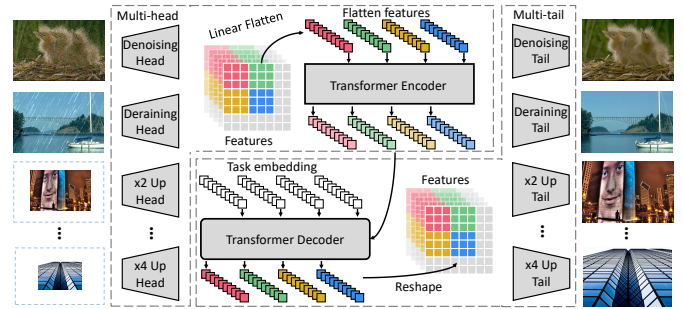 Multi-head
Denoising
Head
Deraining
Head
x2 Up
Head
x4 Up
Head
Linear Flatten
Flatten features
Transformer Encoder
Features
Task embedding
Features
Transformer Decoder
Reshape
Multi-tail
Denoising
Tail
Deraining
Tail
x2 Up
Tail
x4 Up
Tail